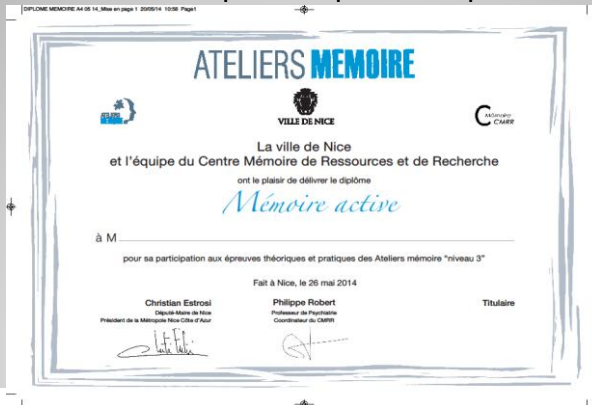 DIPLOME MEMOIRE A4 05 14_Mise en page 1 20/05/14 10:58 Page1
ATELIERS MEMOIRE
ATELIERS
VILLE DE NICE
Mémoire
CMRR
La ville de Nice
et l'équipe du Centre Mémoire de Ressources et de Recherche
ont le plaisir de délivrer le diplôme
Mémoire active
à M
pour sa participation aux épreuves théoriques et pratiques des Ateliers mémoire "niveau 3"
Fait à Nice, le 26 mai 2014
Christian Estrosi
Député-Maire de Nice
Président de la Métropole Nice Côte d'Azur
Philippe Robert
Professeur de Psychiatrie
Coordinateur du CMRR
Titulaire